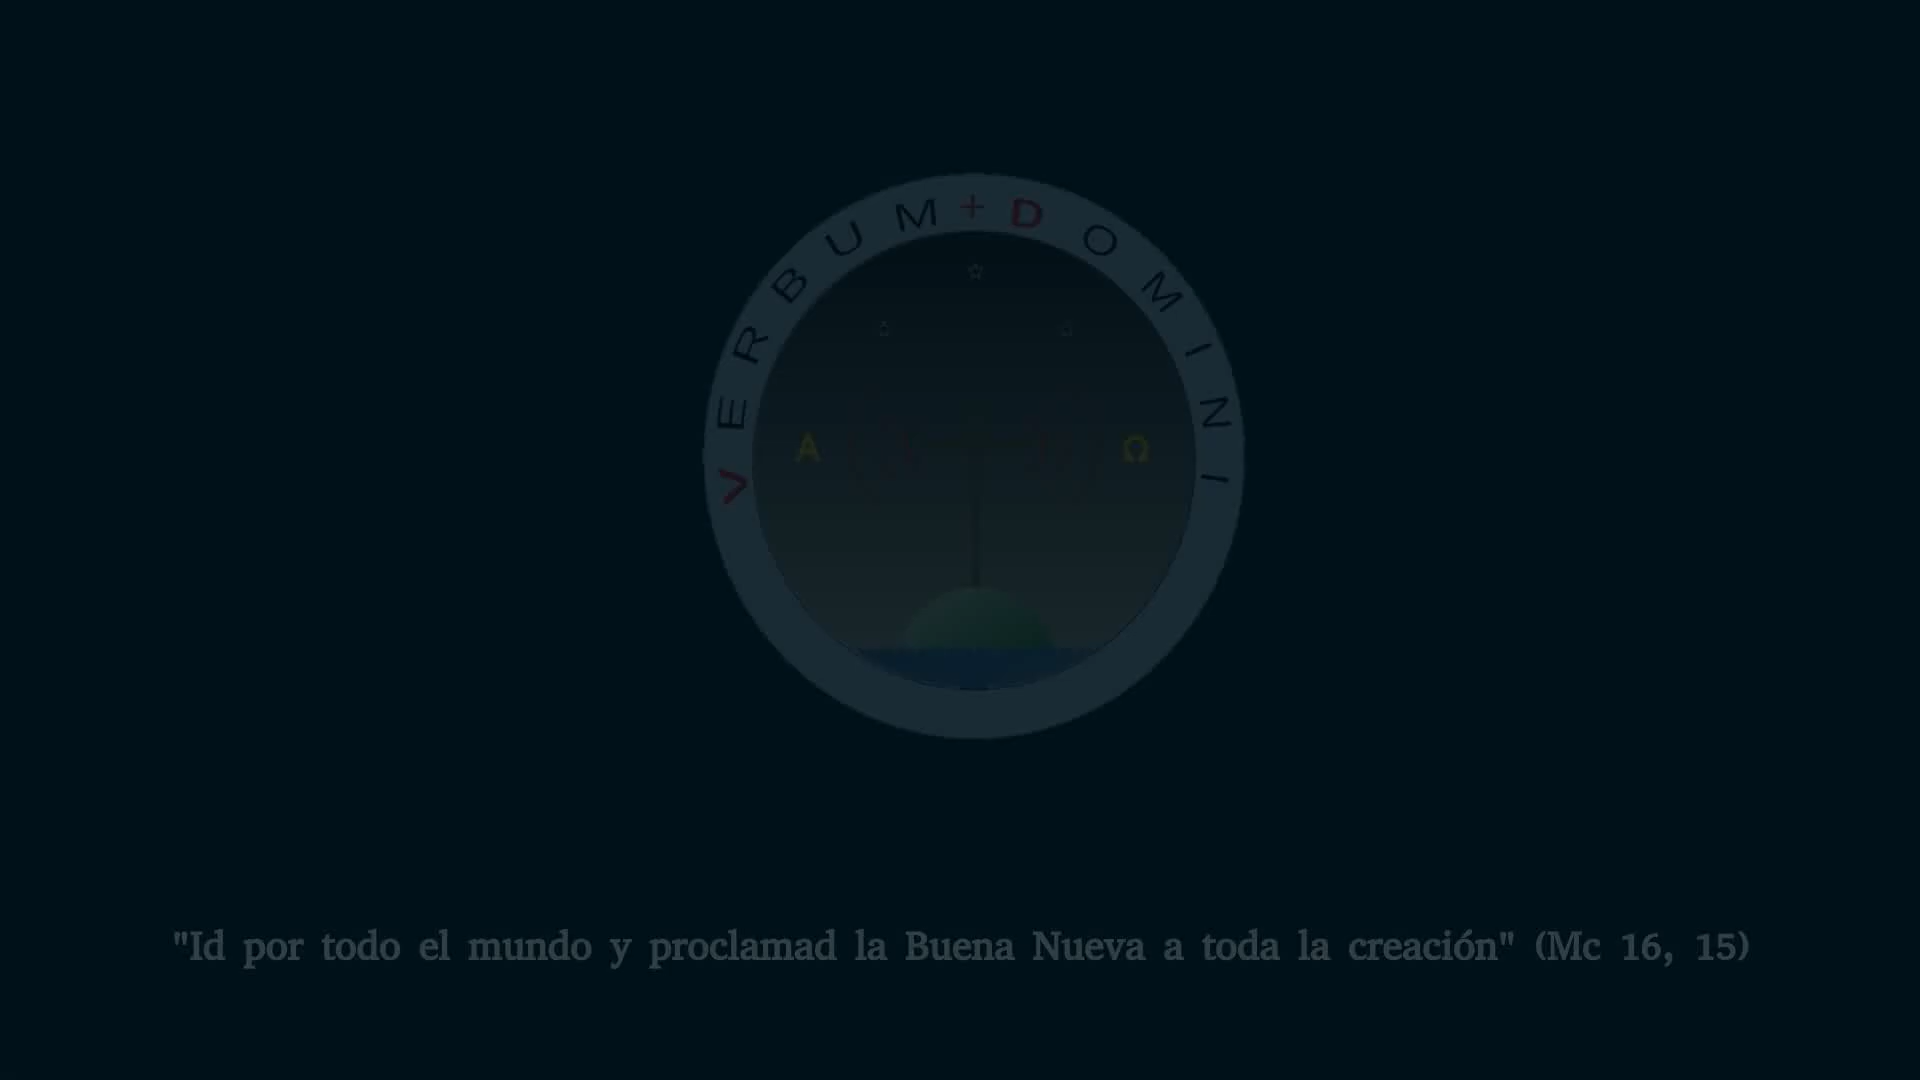 VERBUM + DOMINI
Α Ω
"Id por todo el mundo y proclamad la Buena Nueva a toda la creación" (Mc 16, 15)